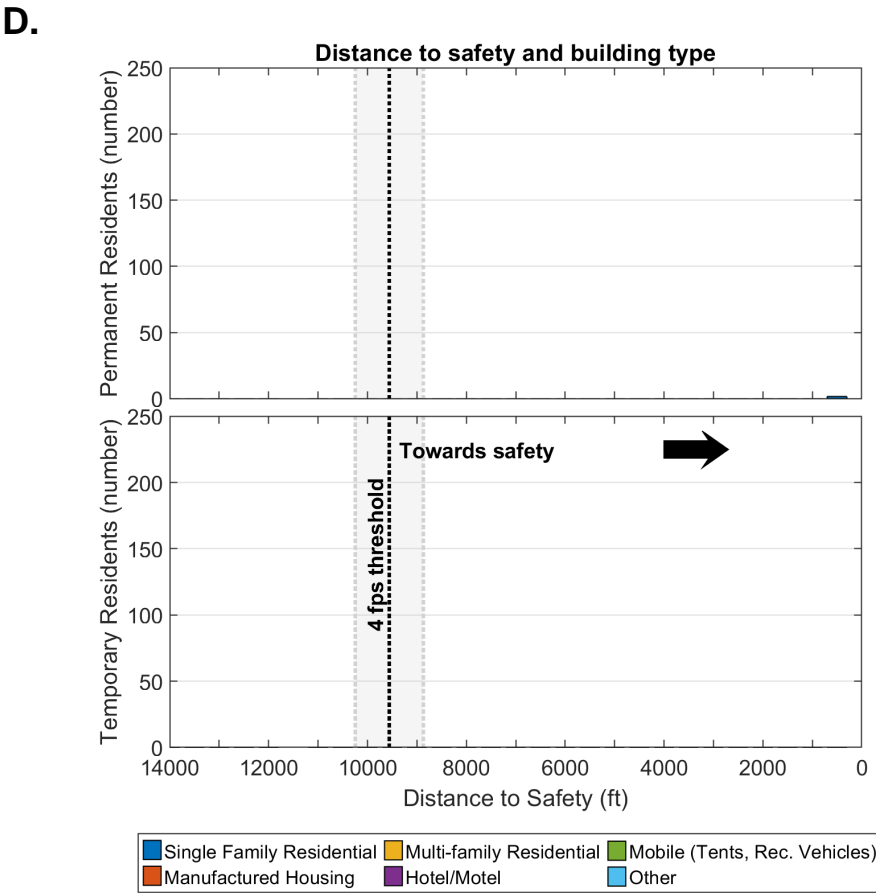 D.
Distance to safety and building type
Permanent Residents (number)
250
200
150
100
50
0
Temporary Residents (number)
250
200
150
100
50
0
Towards safety
4 fps threshold
14000 12000 10000 8000 6000 4000 2000 0
Distance to Safety (ft)
Single Family Residential Multi-family Residential Mobile (Tents, Rec. Vehicles)
Manufactured Housing Hotel/Motel Other